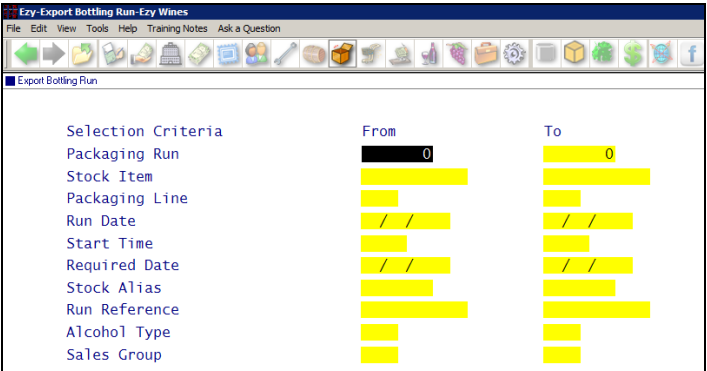 Ezy-Export Bottling Run-Ezy Wines
File Edit View Tools Help Training Notes Ask a Question
f
Export Bottling Run
Selection Criteria From To
Packaging Run 0 0
Stock Item
Packaging Line
Run Date / / / /
Start Time
Required Date / / / /
Stock Alias
Run Reference
Alcohol Type
Sales Group